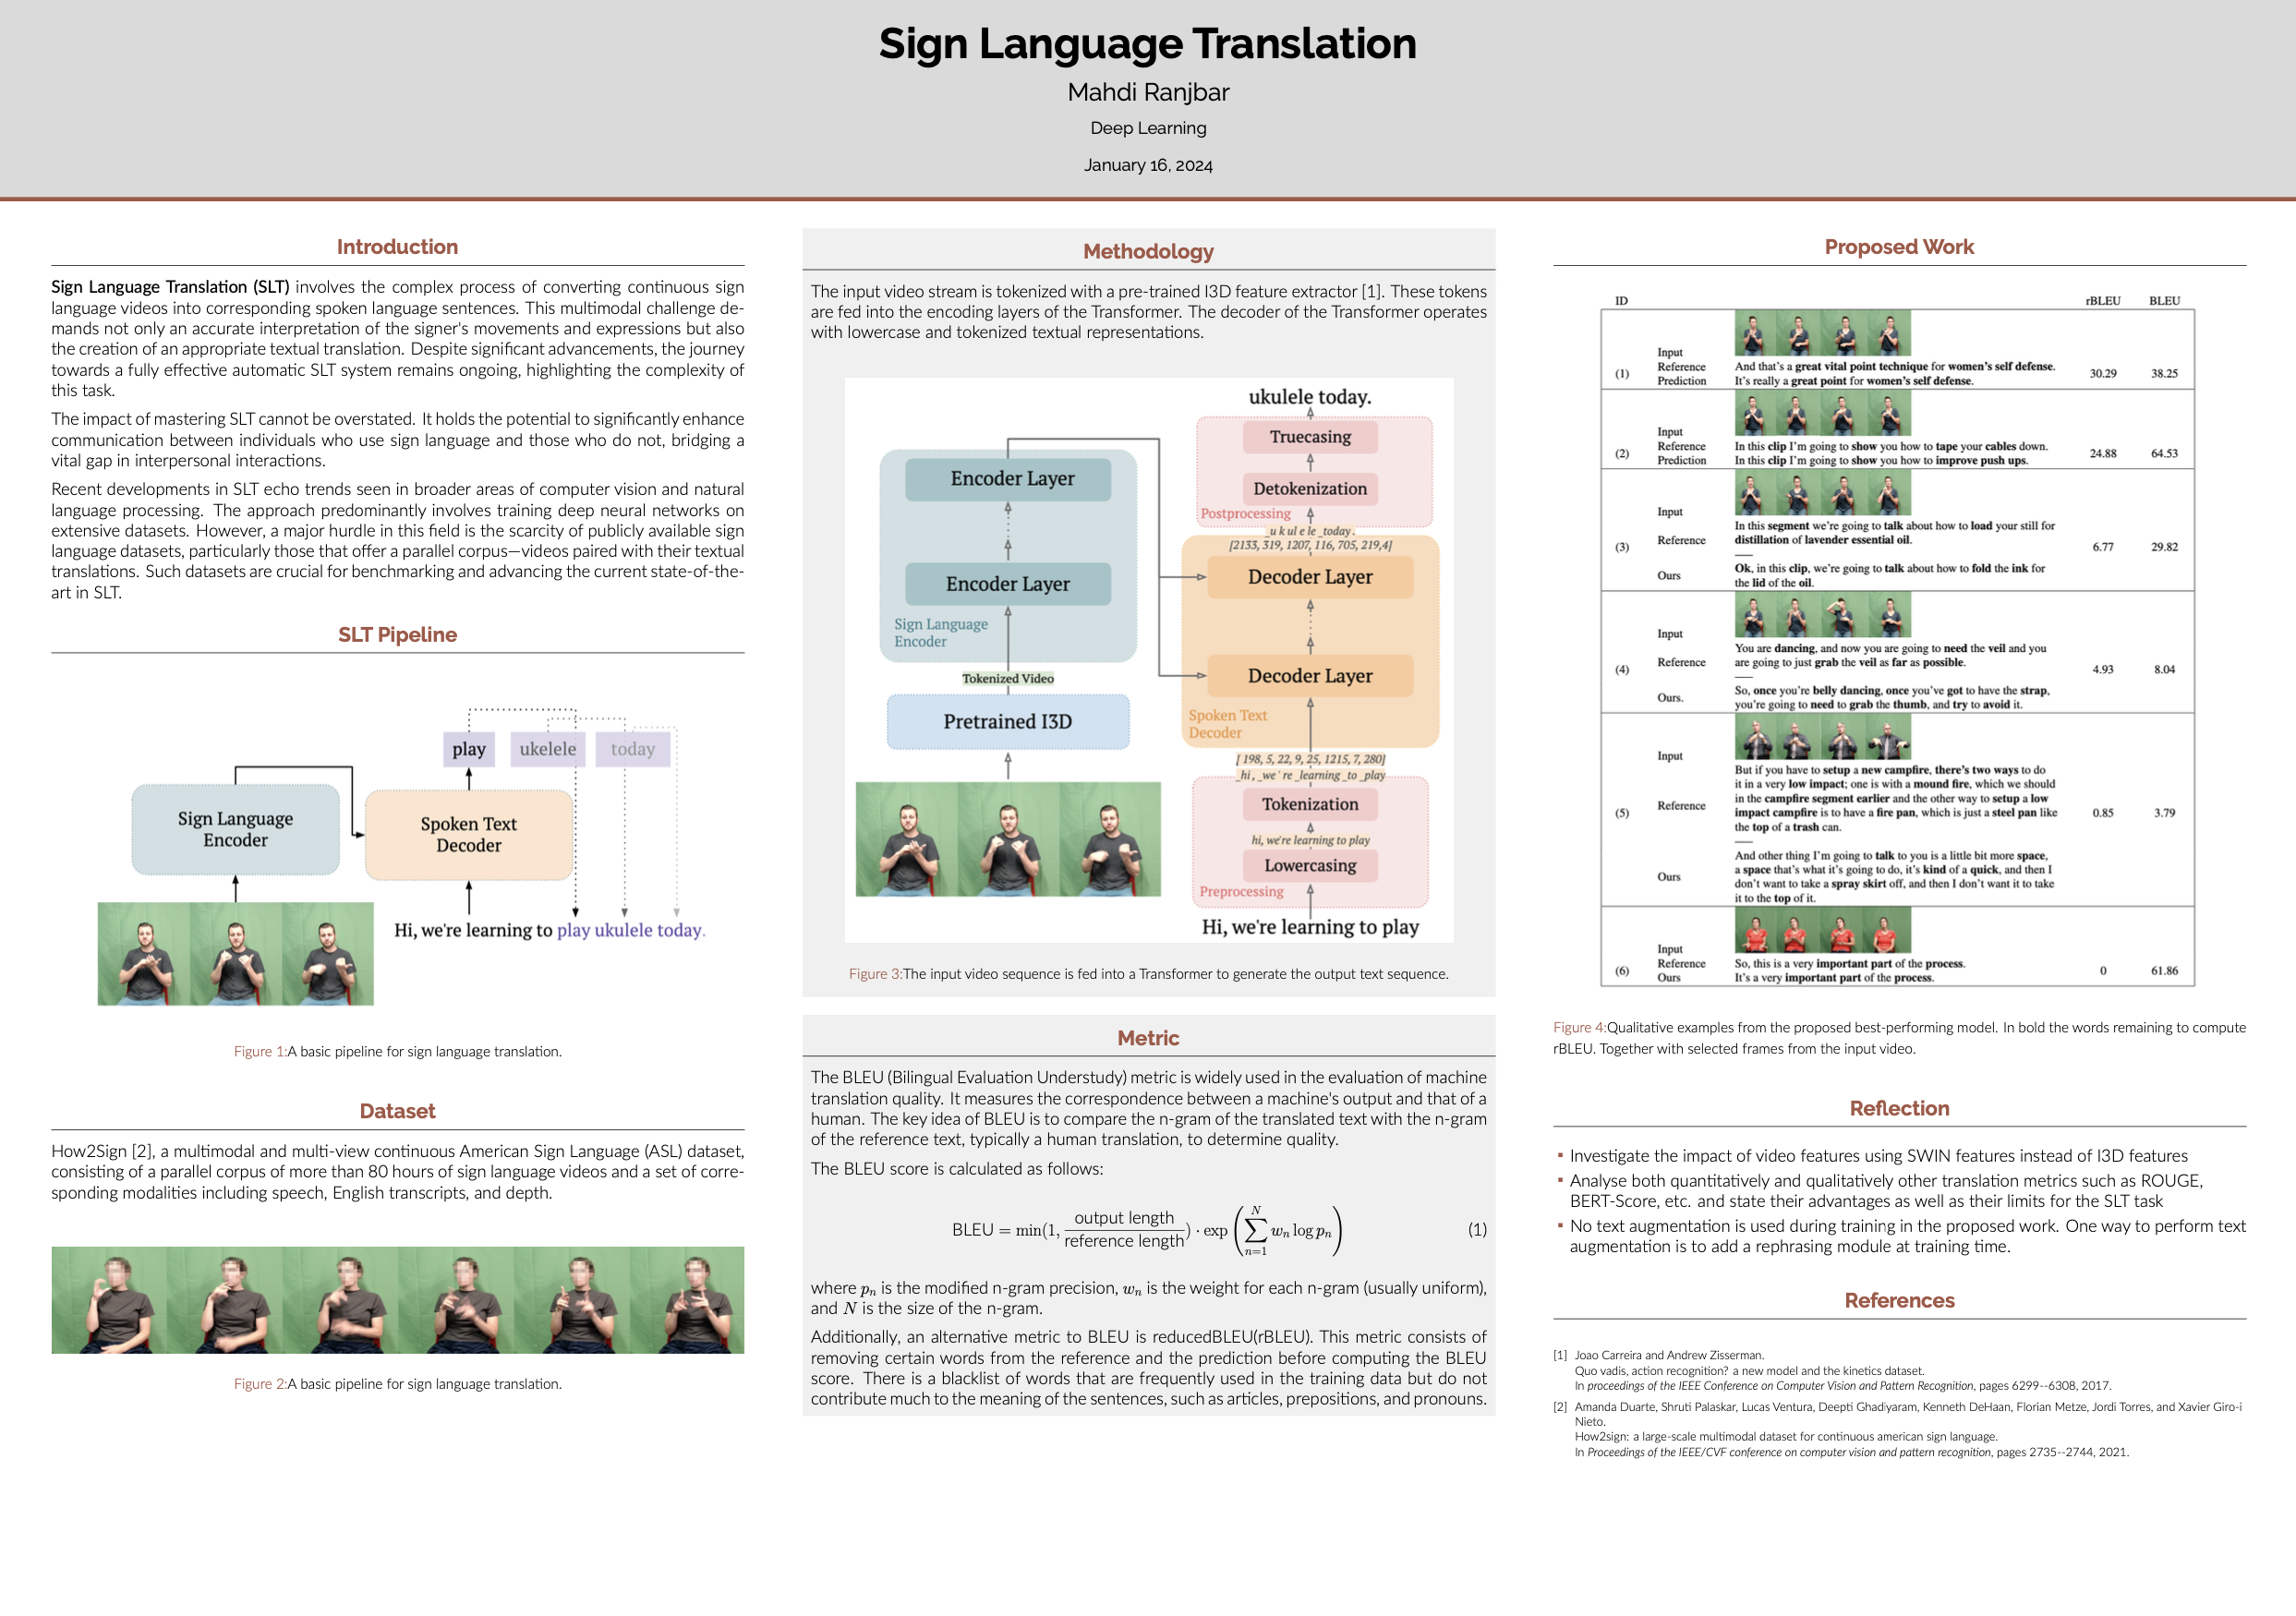 Sign Language Translation
Mahdi Ranjbar
Deep Learning
January 16, 2024
Introduction
Sign Language Translation (SLT) involves the complex process of converting continuous sign
language videos into corresponding spoken language sentences. This multimodal challenge de-
mands not only an accurate interpretation of the signer's movements and expressions but also
the creation of an appropriate textual translation. Despite significant advancements, the journey
towards a fully effective automatic SLT system remains ongoing, highlighting the complexity of
this task.
The impact of mastering SLT cannot be overstated. It holds the potential to significantly enhance
communication between individuals who use sign language and those who do not, bridging a
vital gap in interpersonal interactions.
Recent developments in SLT echo trends seen in broader areas of computer vision and natural
language processing. The approach predominantly involves training deep neural networks on
extensive datasets. However, a major hurdle in this field is the scarcity of publicly available sign
language datasets, particularly those that offer a parallel corpus—videos paired with their textual
translations. Such datasets are crucial for benchmarking and advancing the current state-of-the-
art in SLT.
SLT Pipeline
play ukelele today
Sign Language
Encoder
Spoken Text
Decoder
Hi, we're learning to play ukulele today.
Figure 1:A basic pipeline for sign language translation.
Dataset
How2Sign [2], a multimodal and multi-view continuous American Sign Language (ASL) dataset,
consisting of a parallel corpus of more than 80 hours of sign language videos and a set of corre-
sponding modalities including speech, English transcripts, and depth.
Figure 2:A basic pipeline for sign language translation.
Methodology
The input video stream is tokenized with a pre-trained I3D feature extractor [1]. These tokens
are fed into the encoding layers of the Transformer. The decoder of the Transformer operates
with lowercase and tokenized textual representations.
ukulele today.
Truecasing
Detokenization
Postprocessing
_u k ul e le _today .
[2133, 319, 1207, 116, 705, 219,4]
Encoder Layer
Encoder Layer
Sign Language
Encoder
Tokenized Video
Pretrained I3D
Decoder Layer
Decoder Layer
Spoken Text
Decoder
[ 198, 5, 22, 9, 25, 1215, 7, 280]
_hi , _we ' re _learning _to _play
Tokenization
hi, we're learning to play
Lowercasing
Preprocessing
Hi, we're learning to play
Figure 3:The input video sequence is fed into a Transformer to generate the output text sequence.
Metric
The BLEU (Bilingual Evaluation Understudy) metric is widely used in the evaluation of machine
translation quality. It measures the correspondence between a machine's output and that of a
human. The key idea of BLEU is to compare the n-gram of the translated text with the n-gram
of the reference text, typically a human translation, to determine quality.
The BLEU score is calculated as follows:
BLEU = min(1, output length / reference length) · exp ( ∑_{n=1}^{N} w_n log p_n ) (1)
where p_n is the modified n-gram precision, w_n is the weight for each n-gram (usually uniform),
and N is the size of the n-gram.
Additionally, an alternative metric to BLEU is reducedBLEU(rBLEU). This metric consists of
removing certain words from the reference and the prediction before computing the BLEU
score. There is a blacklist of words that are frequently used in the training data but do not
contribute much to the meaning of the sentences, such as articles, prepositions, and pronouns.
Proposed Work
ID rBLEU BLEU
Input
Reference And that's a great vital point technique for women's self defense.
(1) 30.29 38.25
Prediction It's really a great point for women's self defense.
Input
Reference In this clip I'm going to show you how to tape your cables down.
(2) 24.88 64.53
Prediction In this clip I'm going to show you how to improve push ups.
Input
In this segment we're going to talk about how to load your still for
Reference distillation of lavender essential oil.
(3) 6.77 29.82
Ok, in this clip, we're going to talk about how to fold the ink for
Ours the lid of the oil.
Input
You are dancing, and now you are going to need the veil and you
Reference are going to just grab the veil as far as possible.
(4) 4.93 8.04
So, once you're belly dancing, once you've got to have the strap,
Ours. you're going to need to grab the thumb, and try to avoid it.
Input
But if you have to setup a new campfire, there's two ways to do
it in a very low impact; one is with a mound fire, which we should
Reference in the campfire segment earlier and the other way to setup a low
impact campfire is to have a fire pan, which is just a steel pan like
(5) 0.85 3.79
the top of a trash can.
And other thing I'm going to talk to you is a little bit more space,
a space that's what it's going to do, it's kind of a quick, and then I
Ours don't want to take a spray skirt off, and then I don't want it to take
it to the top of it.
Input
Reference So, this is a very important part of the process.
(6) 0 61.86
Ours It's a very important part of the process.
Figure 4:Qualitative examples from the proposed best-performing model. In bold the words remaining to compute
rBLEU. Together with selected frames from the input video.
Reflection
▪ Investigate the impact of video features using SWIN features instead of I3D features
▪ Analyse both quantitatively and qualitatively other translation metrics such as ROUGE,
BERT-Score, etc. and state their advantages as well as their limits for the SLT task
▪ No text augmentation is used during training in the proposed work. One way to perform text
augmentation is to add a rephrasing module at training time.
References
[1] Joao Carreira and Andrew Zisserman.
Quo vadis, action recognition? a new model and the kinetics dataset.
In proceedings of the IEEE Conference on Computer Vision and Pattern Recognition, pages 6299--6308, 2017.
[2] Amanda Duarte, Shruti Palaskar, Lucas Ventura, Deepti Ghadiyaram, Kenneth DeHaan, Florian Metze, Jordi Torres, and Xavier Giro-i
Nieto.
How2sign: a large-scale multimodal dataset for continuous american sign language.
In Proceedings of the IEEE/CVF conference on computer vision and pattern recognition, pages 2735--2744, 2021.